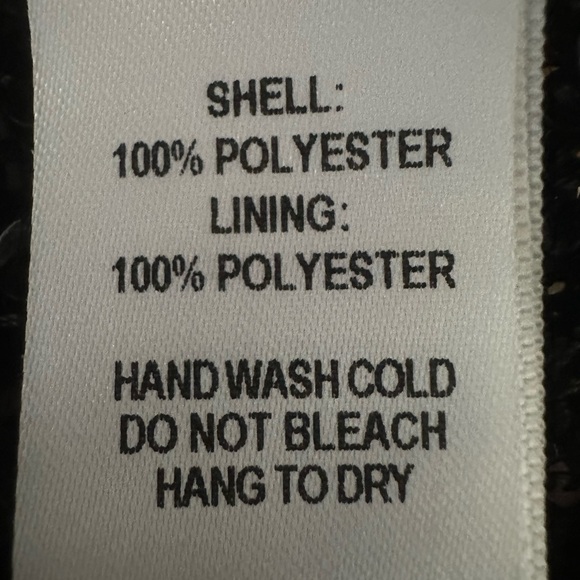 SHELL:
100% POLYESTER
LINING:
100% POLYESTER
HAND WASH COLD
DO NOT BLEACH
HANG TO DRY